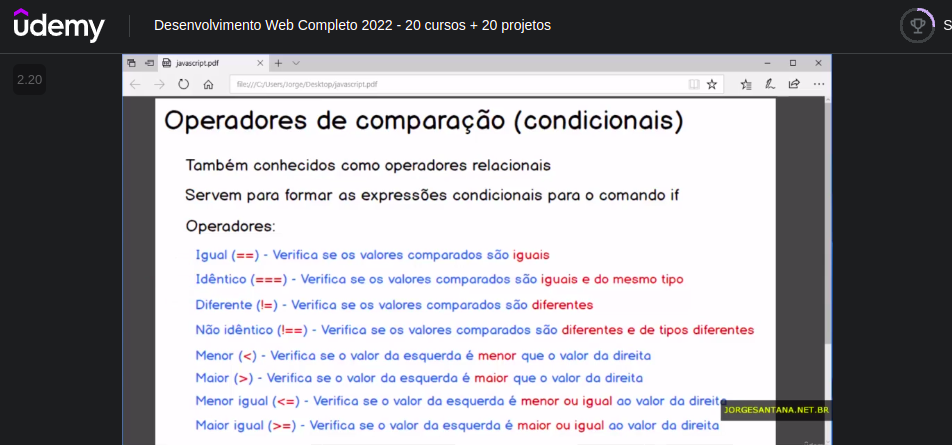 ûdemy
Desenvolvimento Web Completo 2022 - 20 cursos + 20 projetos
S
2.20
javascript.pdf
file:///C:/Users/Jorge/Desktop/javascript.pdf
Operadores de comparação (condicionais)
Também conhecidos como operadores relacionais
Servem para formar as expressões condicionais para o comando if
Operadores:
Igual (==) - Verifica se os valores comparados são iguais
Idêntico (===) - Verifica se os valores comparados são iguais e do mesmo tipo
Diferente (!=) - Verifica se os valores comparados são diferentes
Não idêntico (!==) - Verifica se os valores comparados são diferentes e de tipos diferentes
Menor (<) - Verifica se o valor da esquerda é menor que o valor da direita
Maior (>) - Verifica se o valor da esquerda é maior que o valor da direita
Menor igual (<=) - Verifica se o valor da esquerda é menor ou igual ao valor da direita
JORGESANTANA.NET.BR
Maior igual (>=) - Verifica se o valor da esquerda é maior ou igual ao valor da direita